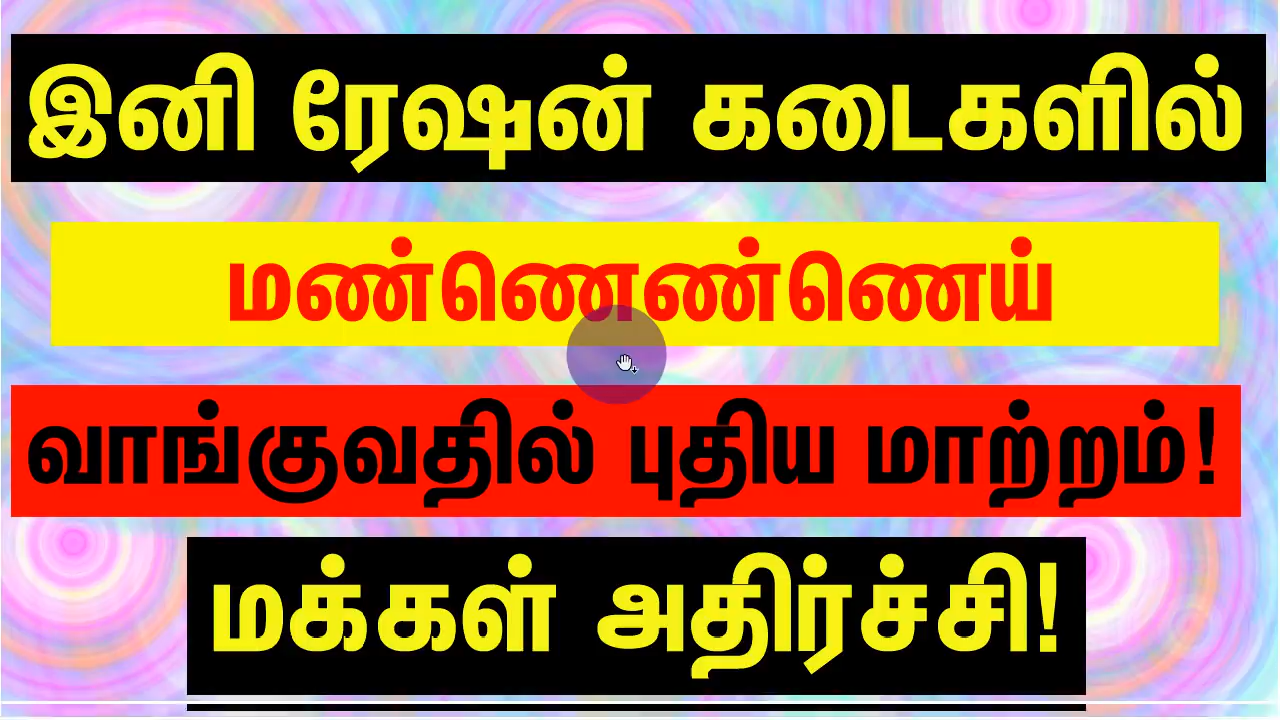 இனி ரேஷன் கடைகளில்
மண்ணெண்ணெய்
வாங்குவதில் புதிய மாற்றம்!
மக்கள் அதிர்ச்சி!